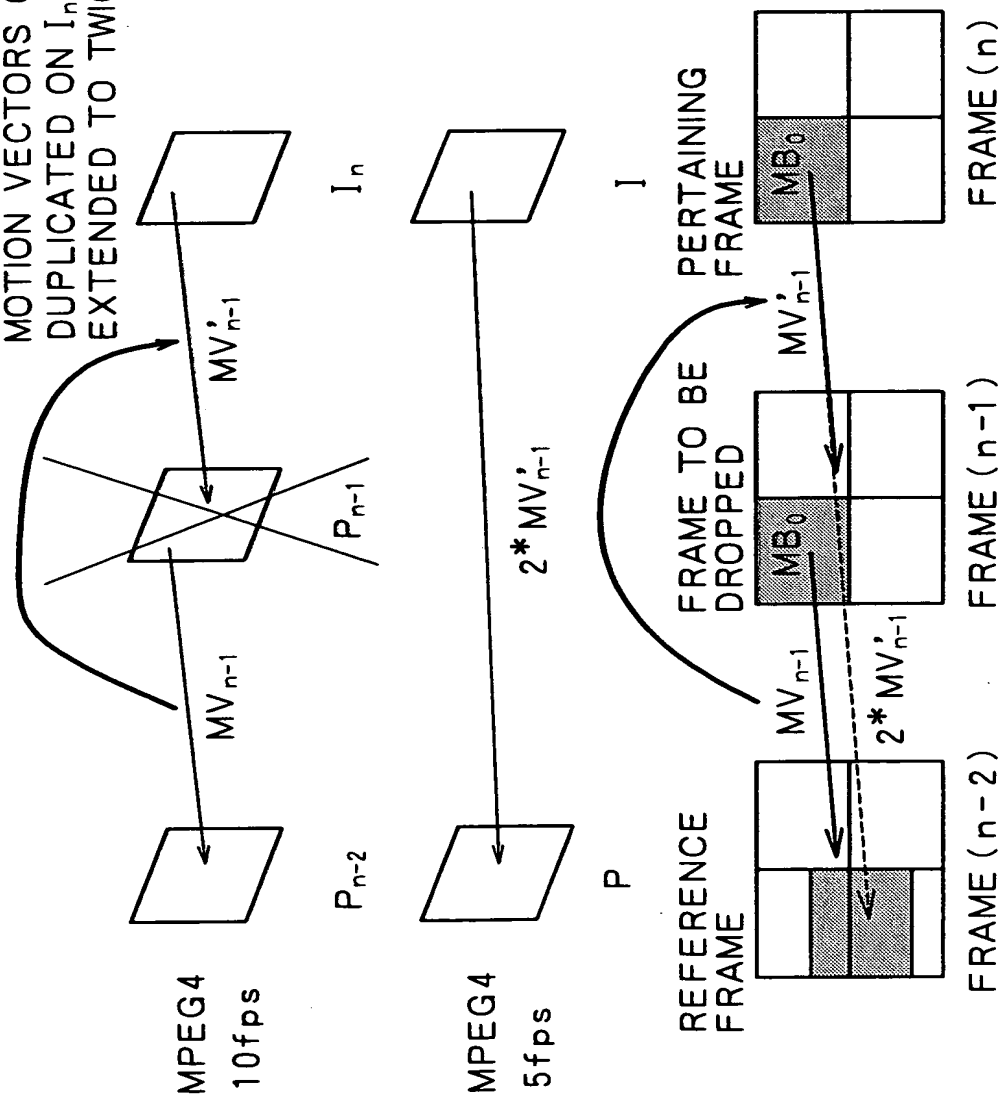 MOTION VECTORS
DUPLICATED ON Iₙ
EXTENDED TO
MPEG4
10fps
MVₙ₋₁
MV'ₙ₋₁
Pₙ₋₂
Pₙ₋₁
Iₙ
MPEG4
5fps
2*MV'ₙ₋₁
P
I
REFERENCE
FRAME
FRAME TO BE
DROPPED
PERTAINING
FRAME
MVₙ₋₁
MV'ₙ₋₁
MB₀
MB₀
2*MV'ₙ₋₁
FRAME (n-2)
FRAME (n-1)
FRAME (n)